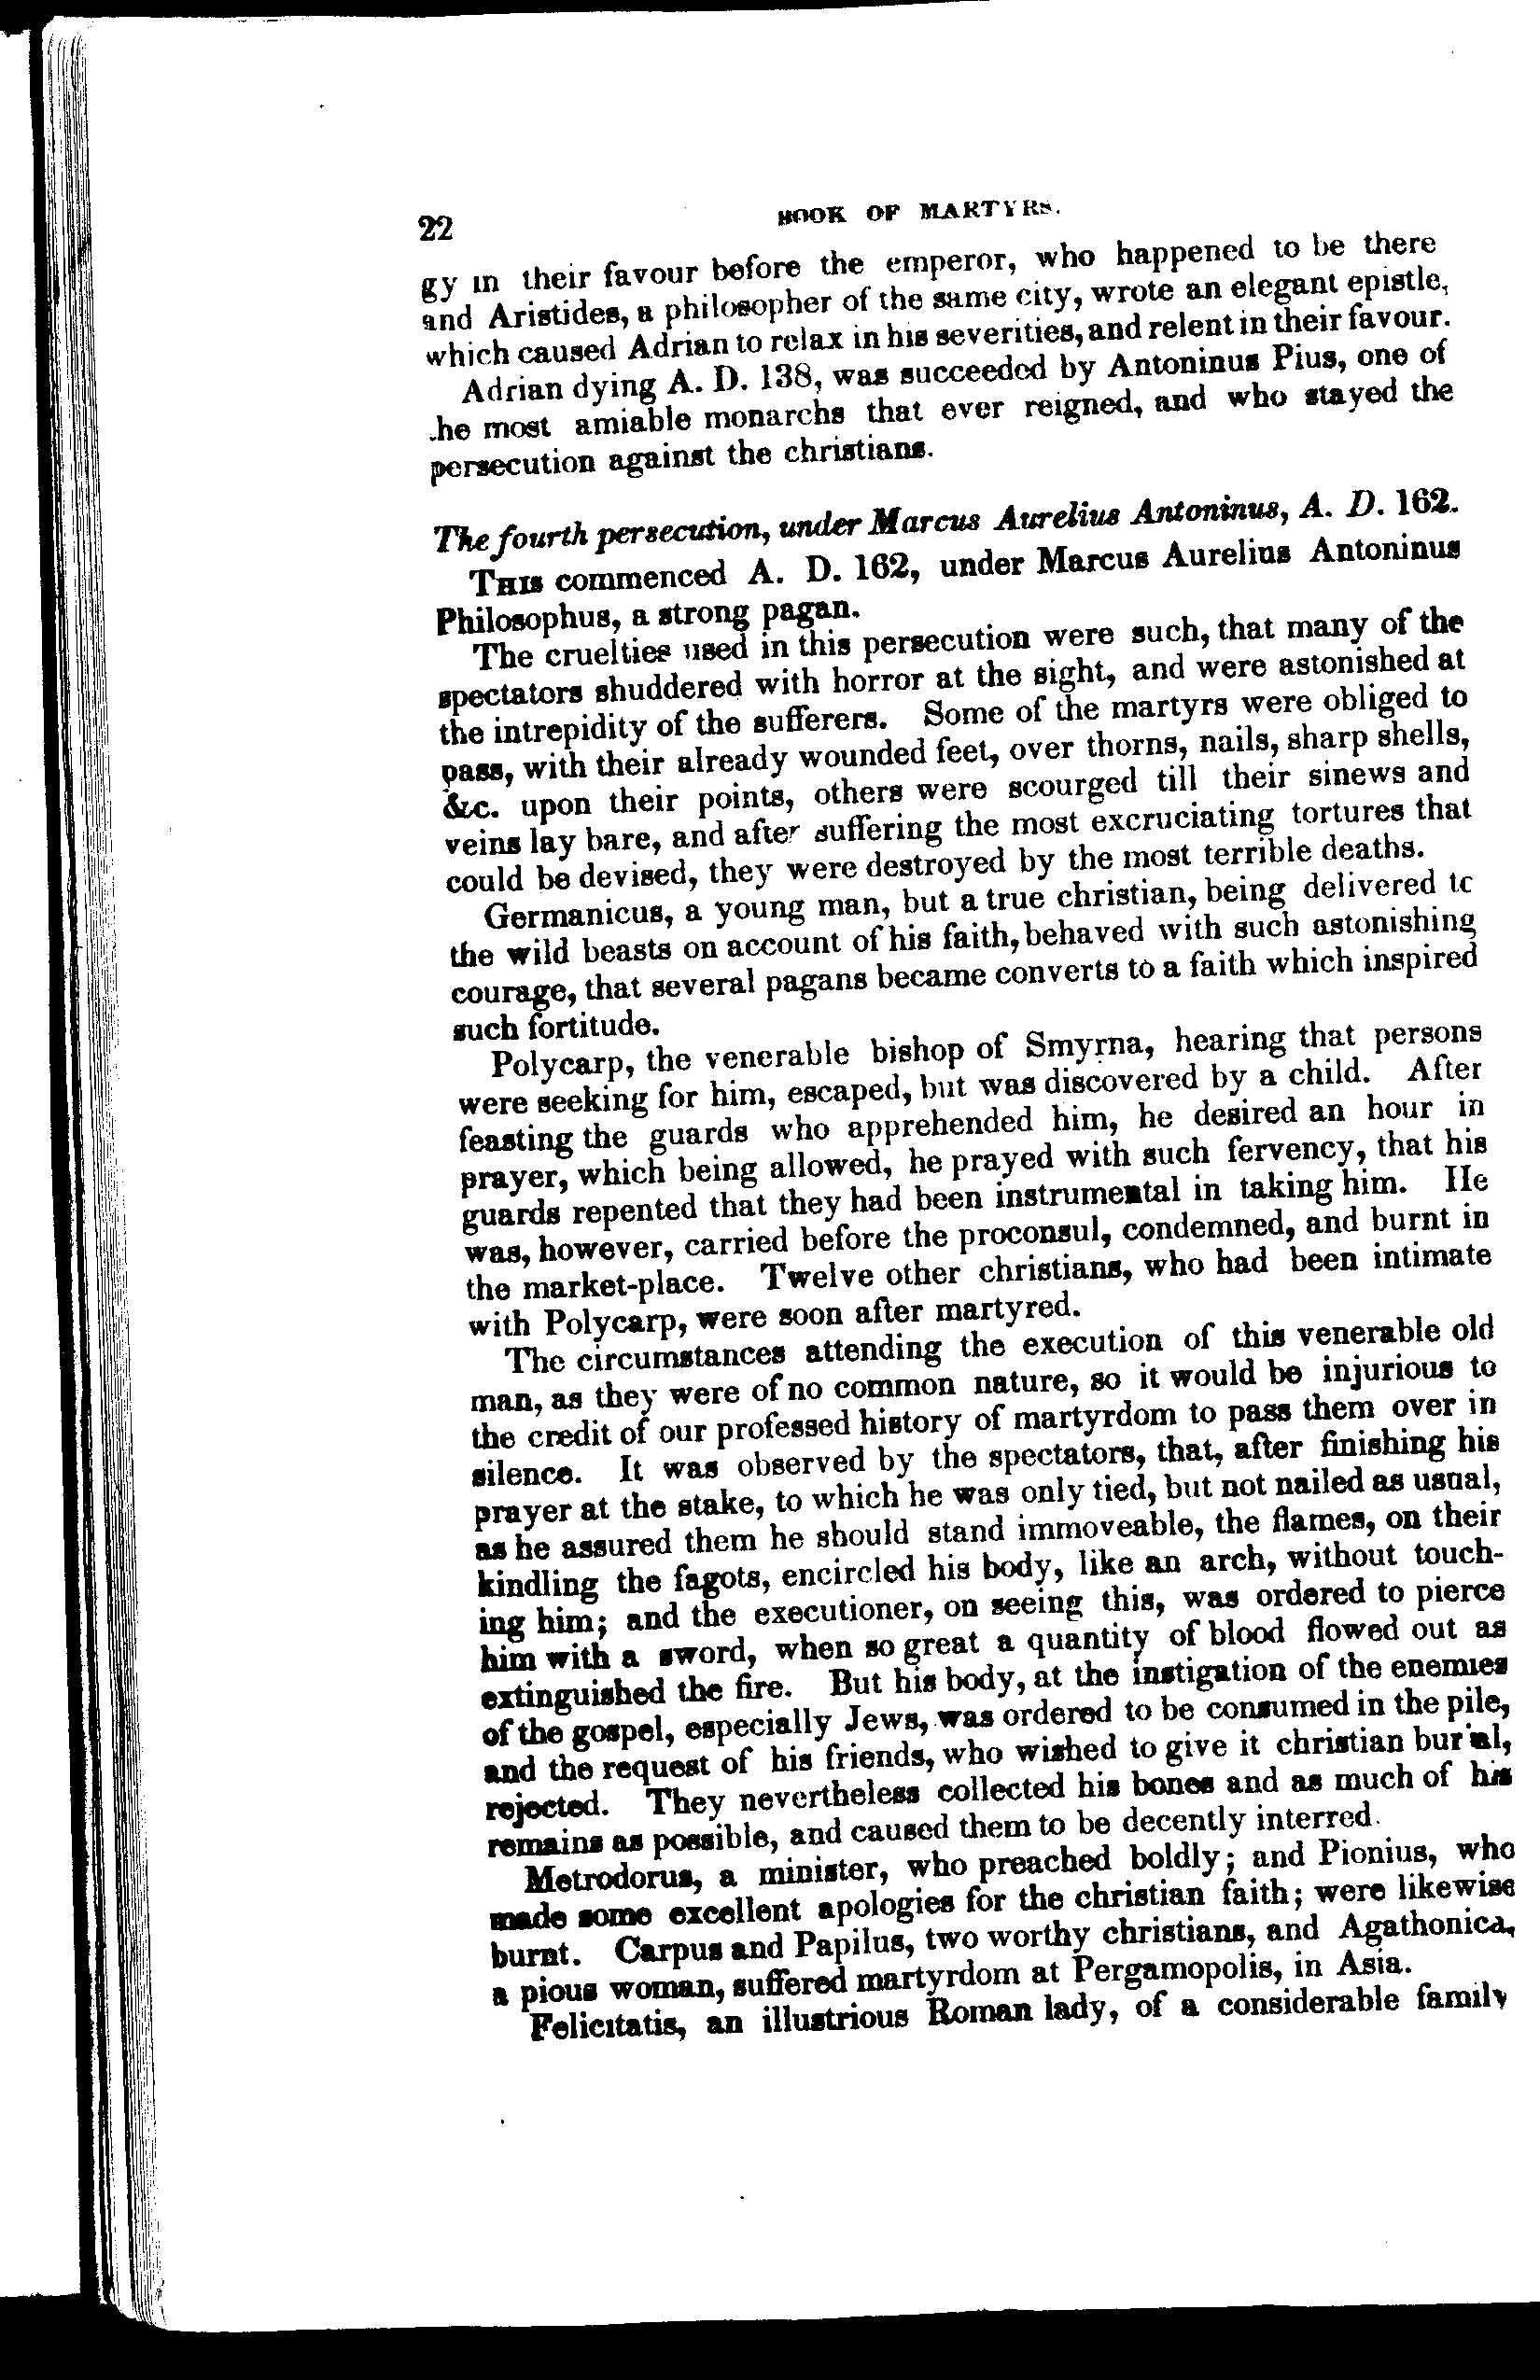 22 BOOK OF MARTYRS.
gy in their favour before the emperor, who happened to be there
and Aristides, a philosopher of the same city, wrote an elegant epistle,
which caused Adrian to relax in his severities, and relent in their favour.
Adrian dying A. D. 138, was succeeded by Antoninus Pius, one of
.he most amiable monarchs that ever reigned, and who stayed the
persecution against the christians.
The fourth persecution, under Marcus Aurelius Antoninus, A. D. 162.
THIS commenced A. D. 162, under Marcus Aurelius Antoninus
Philosophus, a strong pagan.
The cruelties used in this persecution were such, that many of the
spectators shuddered with horror at the sight, and were astonished at
the intrepidity of the sufferers. Some of the martyrs were obliged to
pass, with their already wounded feet, over thorns, nails, sharp shells,
&c. upon their points, others were scourged till their sinews and
veins lay bare, and after suffering the most excruciating tortures that
could be devised, they were destroyed by the most terrible deaths.
Germanicus, a young man, but a true christian, being delivered to
the wild beasts on account of his faith, behaved with such astonishing
courage, that several pagans became converts to a faith which inspired
such fortitude.
Polycarp, the venerable bishop of Smyrna, hearing that persons
were seeking for him, escaped, but was discovered by a child. After
feasting the guards who apprehended him, he desired an hour in
prayer, which being allowed, he prayed with such fervency, that his
guards repented that they had been instrumental in taking him. He
was, however, carried before the proconsul, condemned, and burnt in
the market-place. Twelve other christians, who had been intimate
with Polycarp, were soon after martyred.
The circumstances attending the execution of this venerable old
man, as they were of no common nature, so it would be injurious to
the credit of our professed history of martyrdom to pass them over in
silence. It was observed by the spectators, that, after finishing his
prayer at the stake, to which he was only tied, but not nailed as usual,
as he assured them he should stand immoveable, the flames, on their
kindling the fagots, encircled his body, like an arch, without touch-
ing him; and the executioner, on seeing this, was ordered to pierce
him with a sword, when so great a quantity of blood flowed out as
extinguished the fire. But his body, at the instigation of the enemies
of the gospel, especially Jews, was ordered to be consumed in the pile,
and the request of his friends, who wished to give it christian burial,
rejected. They nevertheless collected his bones and as much of his
remains as possible, and caused them to be decently interred.
Metrodorus, a minister, who preached boldly; and Pionius, who
made some excellent apologies for the christian faith; were likewise
burnt. Carpus and Papilus, two worthy christians, and Agathonica,
a pious woman, suffered martyrdom at Pergamopolis, in Asia.
Felicitatis, an illustrious Roman lady, of a considerable family